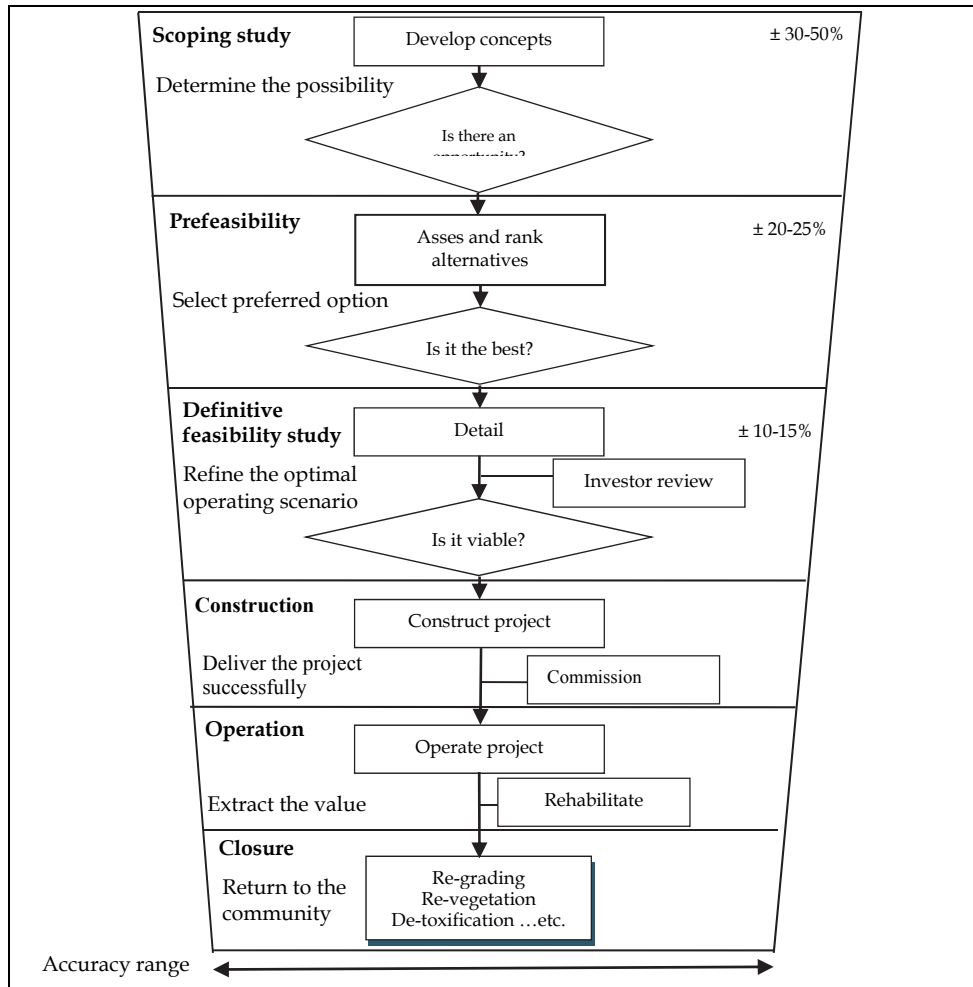 Scoping study
Develop concepts
± 30-50%
Determine the possibility
Is there an
Prefeasibility
Asses and rank
alternatives
± 20-25%
Select preferred option
Is it the best?
Definitive
feasibility study
Detail
± 10-15%
Refine the optimal
operating scenario
Investor review
Is it viable?
Construction
Construct project
Deliver the project
successfully
Commission
Operation
Operate project
Extract the value
Rehabilitate
Closure
Return to the
community
Re-grading
Re-vegetation
De-toxification ...etc.
Accuracy range